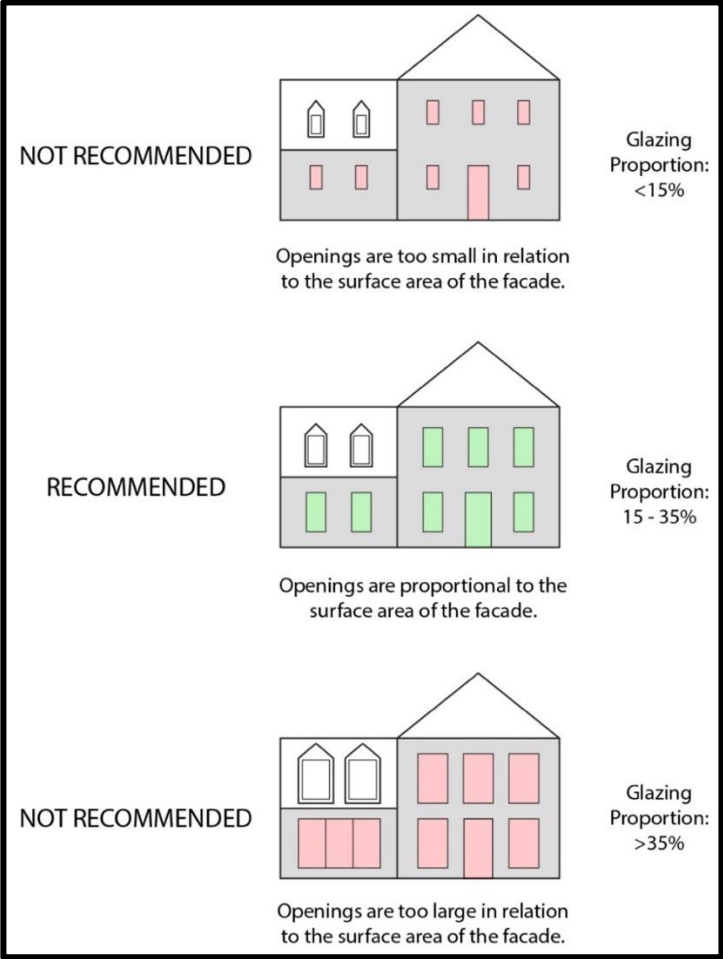 NOT RECOMMENDED
Glazing
Proportion:
<15%
Openings are too small in relation
to the surface area of the facade.
RECOMMENDED
Glazing
Proportion:
15 - 35%
Openings are proportional to the
surface area of the facade.
NOT RECOMMENDED
Glazing
Proportion:
>35%
Openings are too large in relation
to the surface area of the facade.